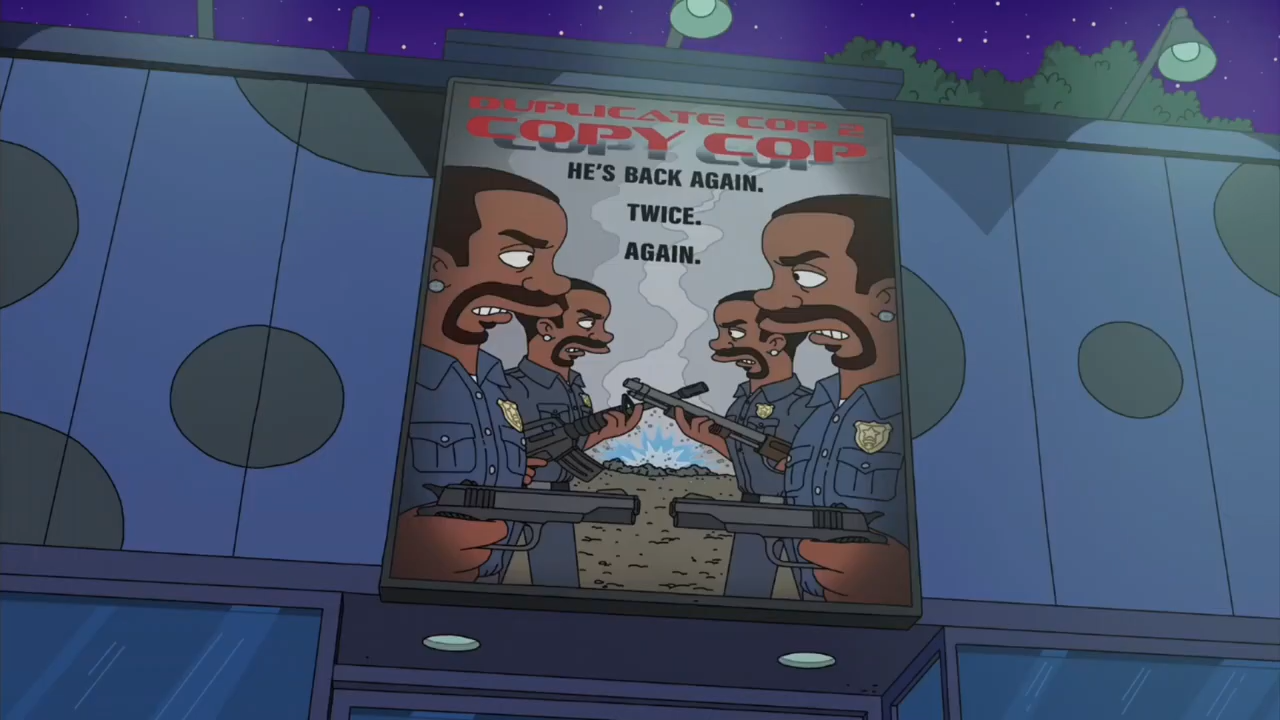 DUPLICATE COP 2
COPY COP
HE'S BACK AGAIN.
TWICE.
AGAIN.